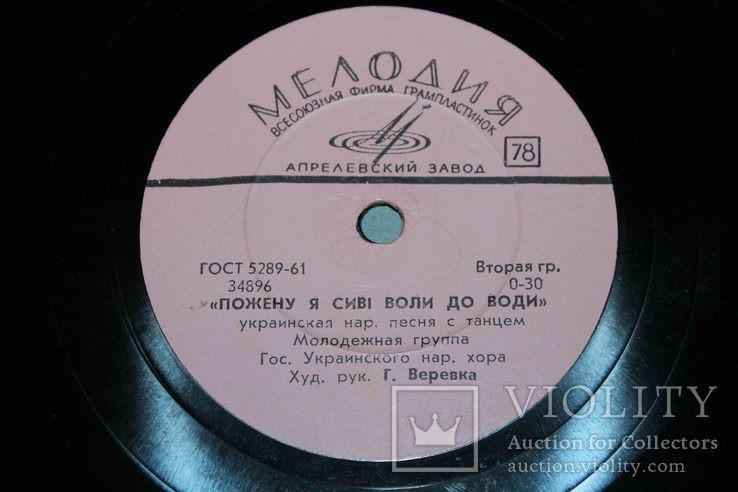 МЕЛОДИЯ
ВСЕСОЮЗНАЯ ФИРМА ГРАМПЛАСТИНОК
АПРЕЛЕВСКИЙ ЗАВОД
78
ГОСТ 5289-61
Вторая гр.
34896
0-30
«ПОЖЕНУ Я СИВІ ВОЛИ ДО ВОДИ»
украинская нар. песня с танцем
Молодежная группа
Гос. Украинского нар. хора
Худ. рук. Г. Веревка
VIOLITY
Auction for Collectors
auction.violity.com